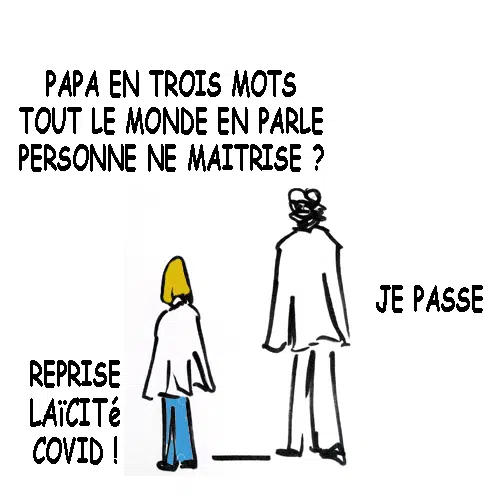 PAPA EN TROIS MOTS
TOUT LE MONDE EN PARLE
PERSONNE NE MAITRISE ?
JE PASSE
REPRISE
LAïCITé
COVID !